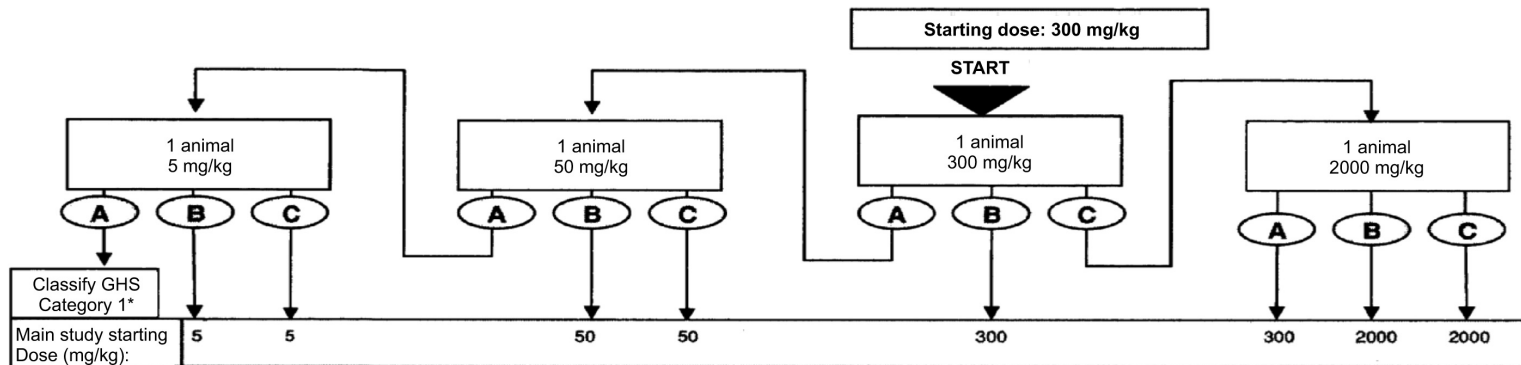 Starting dose: 300 mg/kg
START
1 animal
5 mg/kg
1 animal
50 mg/kg
1 animal
300 mg/kg
1 animal
2000 mg/kg
A B C A B C A B C A B C
Classify GHS
Category 1*
Main study starting
Dose (mg/kg):
5 5 50 50 300 300 2000 2000